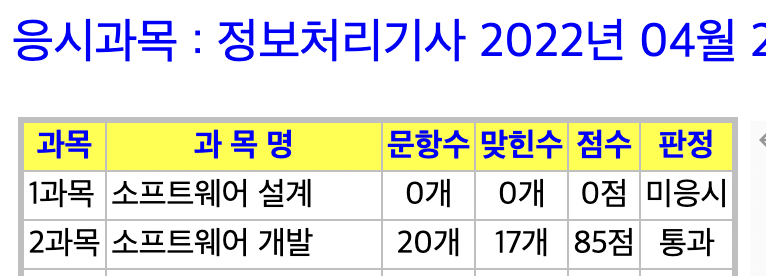 응시과목 : 정보처리기사 2022년 04월 2
과목 과 목 명 문항수 맞힌수 점수 판정
1과목 소프트웨어 설계 0개 0개 0점 미응시
2과목 소프트웨어 개발 20개 17개 85점 통과